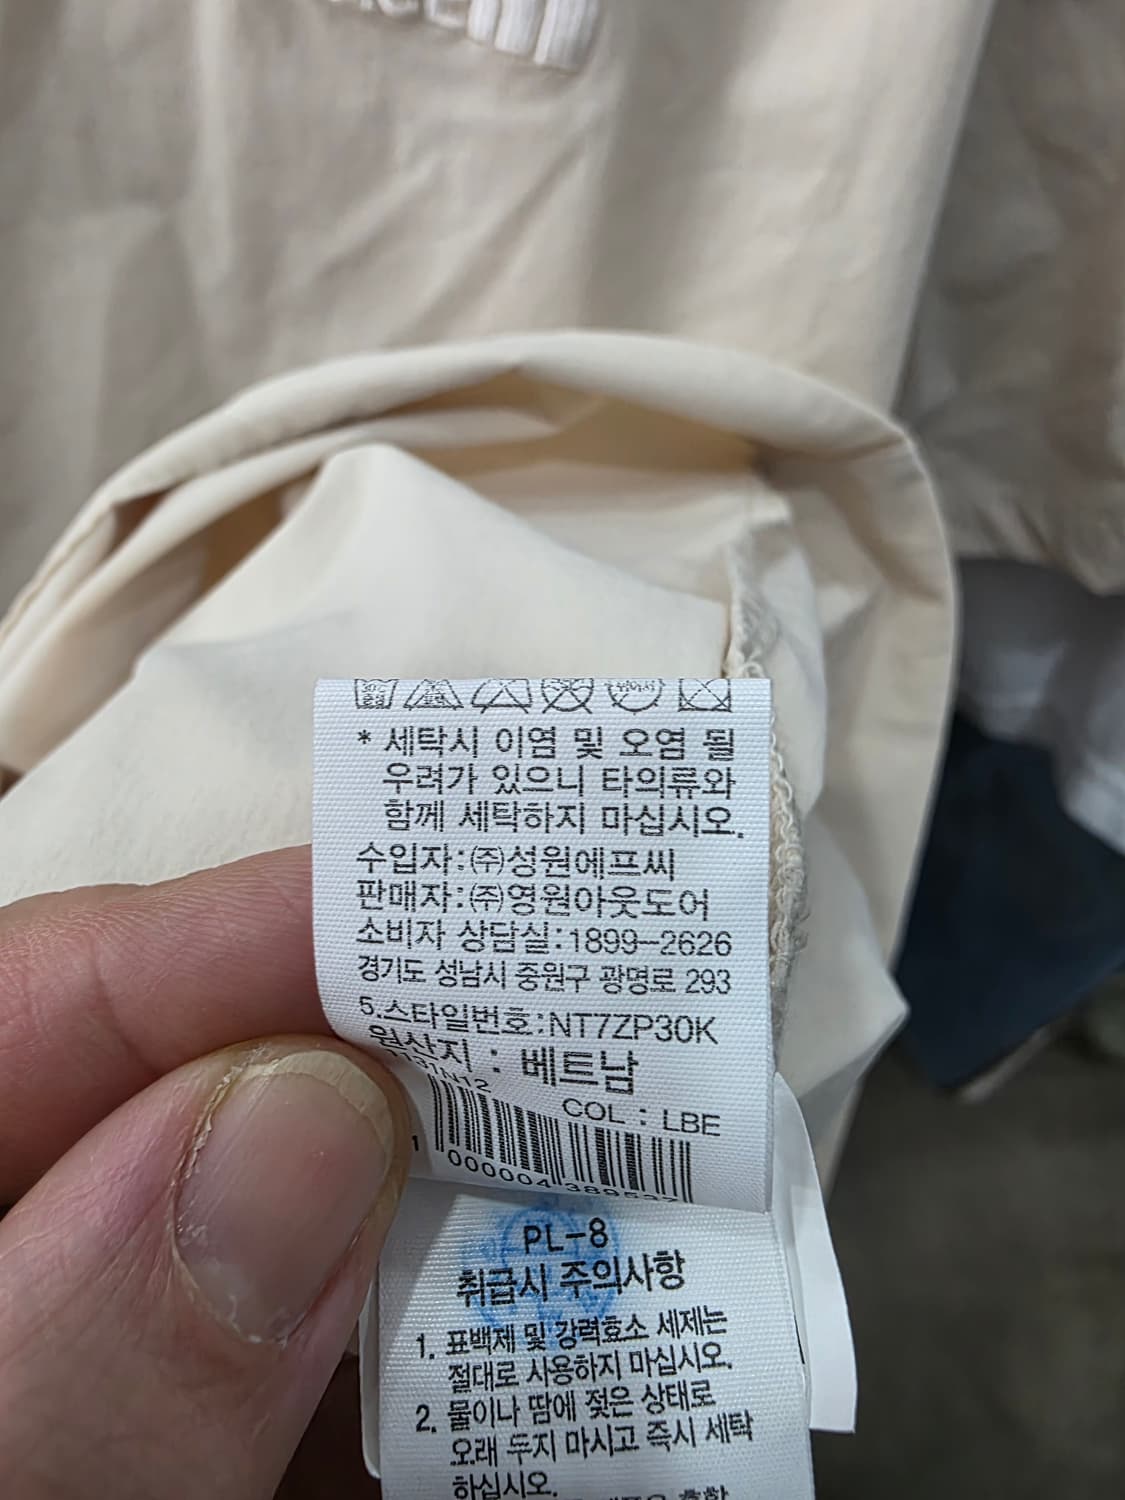 * 세탁시 이염 및 오염 될
우려가 있으니 타의류와
함께 세탁하지 마십시오.
수입자:(주)성원에프씨
판매자:(주)영원아웃도어
소비자 상담실:1899-2626
경기도 성남시 중원구 광명로 293
5.스타일번호:NT7ZP30K
원산지 : 베트남
COL : LBE
1 000004 389537
PL-8
취급시 주의사항
1. 표백제 및 강력효소 세제는
절대로 사용하지 마십시오.
2. 물이나 땀에 젖은 상태로
오래 두지 마시고 즉시 세탁
하십시오.